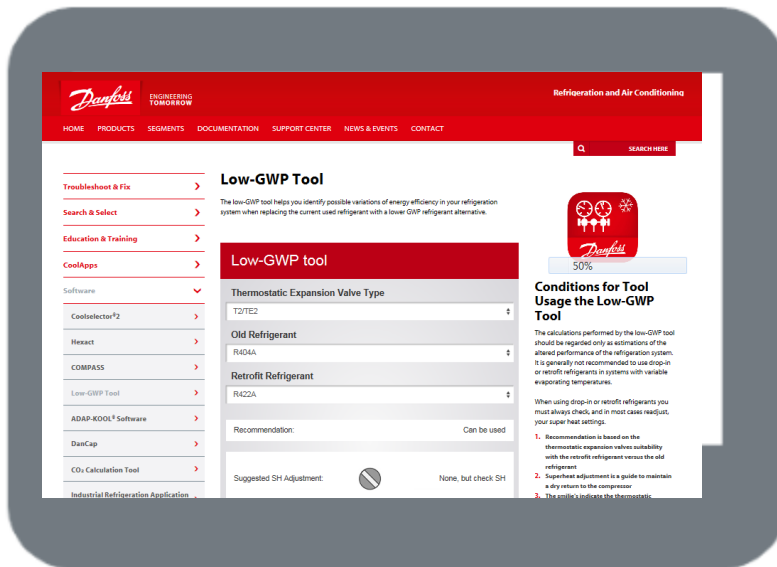 Danfoss
ENGINEERING
TOMORROW
Refrigeration and Air Conditioning
HOME PRODUCTS SEGMENTS DOCUMENTATION SUPPORT CENTER NEWS & EVENTS CONTACT
SEARCH HERE
Troubleshoot & Fix
Search & Select
Education & Training
CoolApps
Software
Coolselector®2
Hexact
COMPASS
Low-GWP Tool
ADAP-KOOL® Software
DanCap
CO₂ Calculation Tool
Industrial Refrigeration Application
Low-GWP Tool
The low-GWP tool helps you identify possible variations of energy efficiency in your refrigeration
system when replacing the current used refrigerant with a lower GWP refrigerant alternative.
Low-GWP tool
Thermostatic Expansion Valve Type
T2/TE2
Old Refrigerant
R404A
Retrofit Refrigerant
R422A
Recommendation: Can be used
Suggested SH Adjustment: None, but check SH
Danfoss
50%
Conditions for Tool
Usage the Low-GWP
Tool
The calculations performed by the low-GWP tool
should be regarded only as estimations of the
altered performance of the refrigeration system.
It is generally not recommended to use drop-in
or retrofit refrigerants in systems with variable
evaporating temperatures.
When using drop-in or retrofit refrigerants you
must always check, and in most cases readjust,
your super heat settings.
1. Recommendation is based on the
thermostatic expansion valves suitability
with the retrofit refrigerant versus the old
refrigerant
2. Superheat adjustment is a guide to maintain
a dry return to the compressor
3. The smilie's indicate the thermostatic